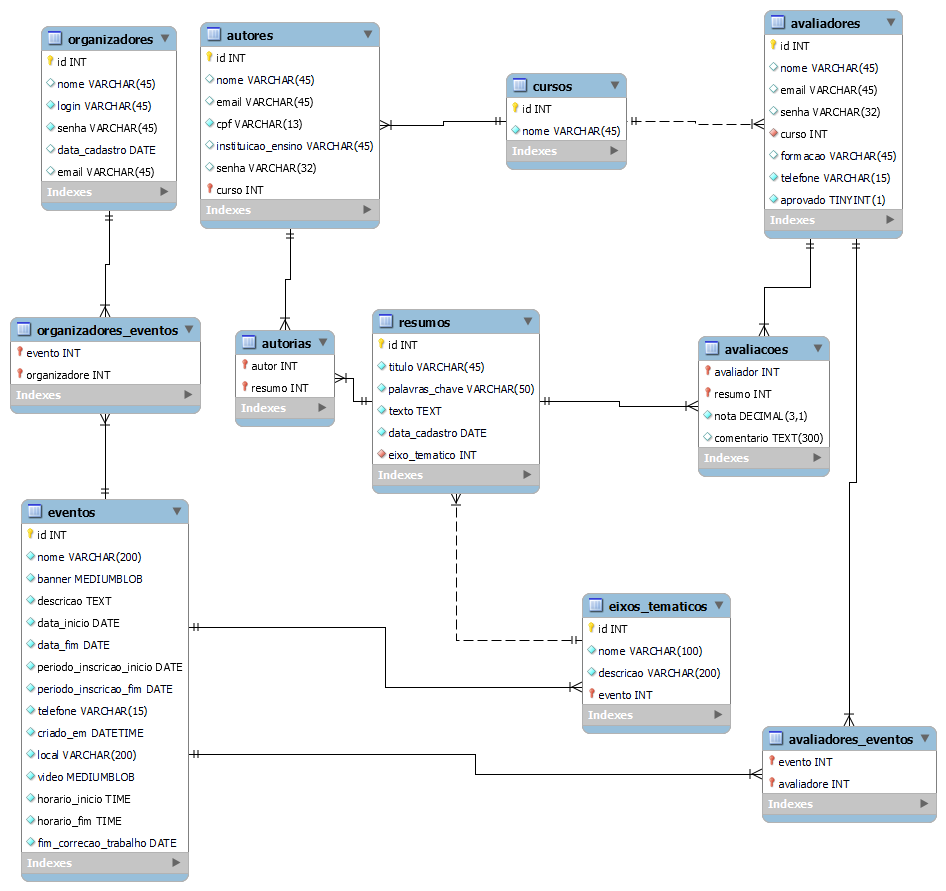 organizadores
id INT
nome VARCHAR(45)
login VARCHAR(45)
senha VARCHAR(45)
data_cadastro DATE
email VARCHAR(45)
Indexes
autores
id INT
nome VARCHAR(45)
email VARCHAR(45)
cpf VARCHAR(13)
instituicao_ensino VARCHAR(45)
senha VARCHAR(32)
curso INT
Indexes
cursos
id INT
nome VARCHAR(45)
Indexes
avaliadores
id INT
nome VARCHAR(45)
email VARCHAR(45)
senha VARCHAR(32)
curso INT
formacao VARCHAR(45)
telefone VARCHAR(15)
aprovado TINYINT(1)
Indexes
organizadores_eventos
evento INT
organizadore INT
Indexes
autorias
autor INT
resumo INT
Indexes
resumos
id INT
titulo VARCHAR(45)
palavras_chave VARCHAR(50)
texto TEXT
data_cadastro DATE
eixo_tematico INT
Indexes
avaliacoes
avaliador INT
resumo INT
nota DECIMAL(3,1)
comentario TEXT(300)
Indexes
eventos
id INT
nome VARCHAR(200)
banner MEDIUMBLOB
descricao TEXT
data_inicio DATE
data_fim DATE
periodo_inscricao_inicio DATE
periodo_inscricao_fim DATE
telefone VARCHAR(15)
criado_em DATETIME
local VARCHAR(200)
video MEDIUMBLOB
horario_inicio TIME
horario_fim TIME
fim_correcao_trabalho DATE
Indexes
eixos_tematicos
id INT
nome VARCHAR(100)
descricao VARCHAR(200)
evento INT
Indexes
avaliadores_eventos
evento INT
avaliadore INT
Indexes